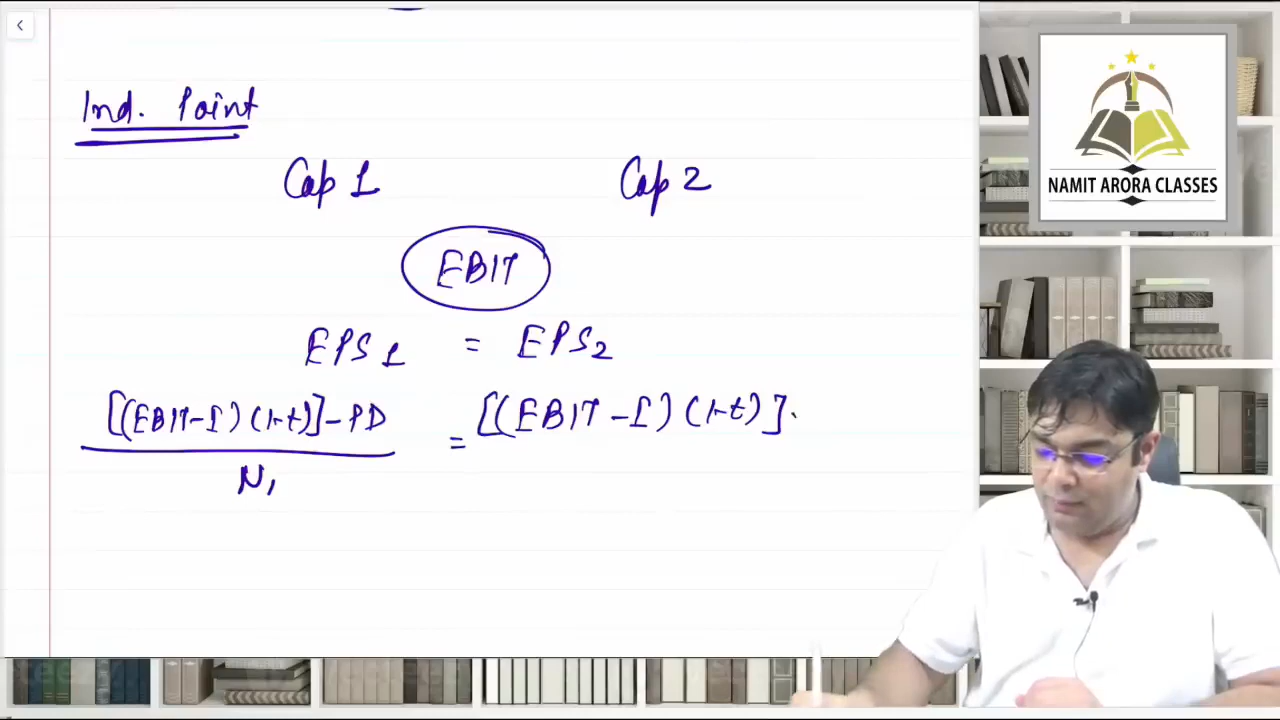 Ind. Point
Cap 1 Cap 2
EBIT
EPS1 = EPS2
[(EBIT-I)(1-t)]-PD = [(EBIT-I)(1-t)].
N1
NAMIT ARORA CLASSES